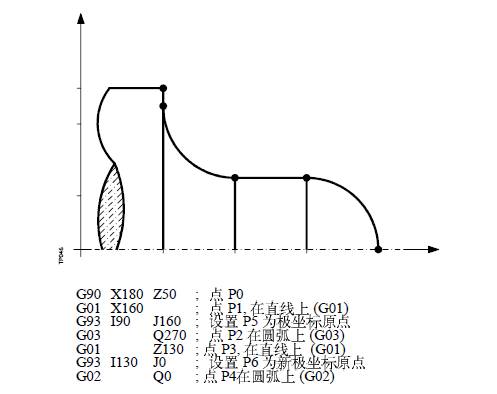 TP045
G90 X180 Z50 ; 点 P0
G01 X160 ; 点 P1, 在直线上 (G01)
G93 I90 J160 ; 设置 P5 为极坐标原点
G03 Q270 ; 点 P2 在圆弧上 (G03)
G01 Z130 ; 点 P3, 在直线上 (G01)
G93 I130 J0 ; 设置 P6 为新极坐标原点
G02 Q0 ; 点 P4在圆弧上 (G02)